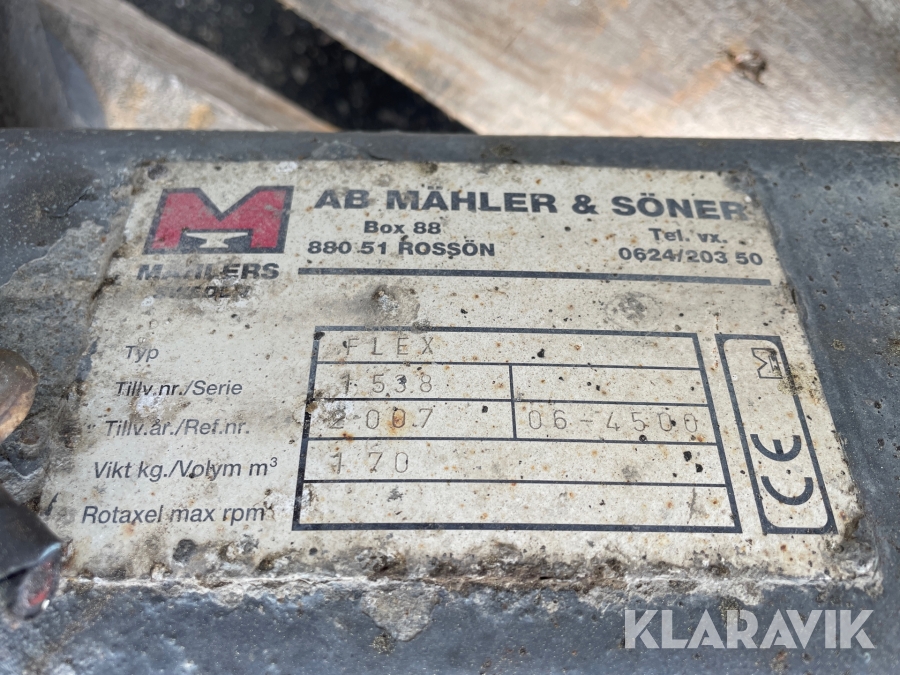 AB MÄHLER & SÖNER
Box 88 Tel. vx.
880 51 ROSSÖN 0624/203 50
MÄHLERS
Typ FLEX
Tillv.nr./Serie 1538
Tillv.år./Ref.nr. 2007 06-4500
Vikt kg./Volym m³ 170
Rotaxel max rpm
M CE
KLARAVIK